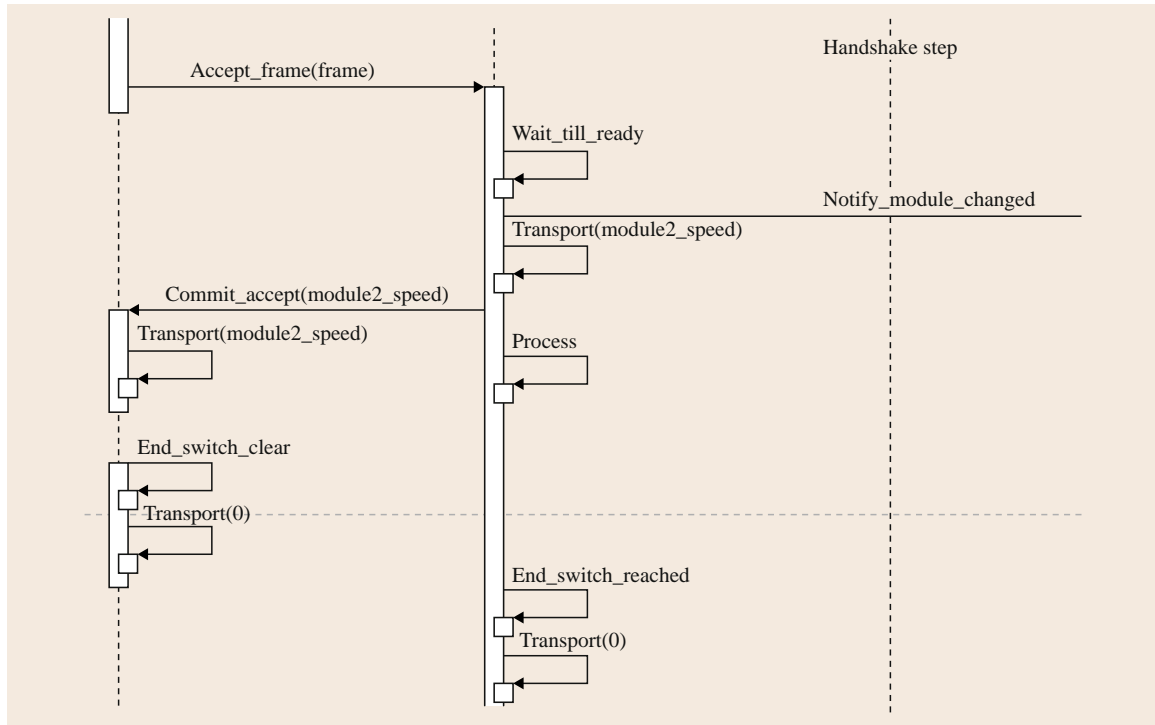 Handshake step
Accept_frame(frame)
Wait_till_ready
Notify_module_changed
Transport(module2_speed)
Commit_accept(module2_speed)
Transport(module2_speed)
Process
End_switch_clear
Transport(0)
End_switch_reached
Transport(0)